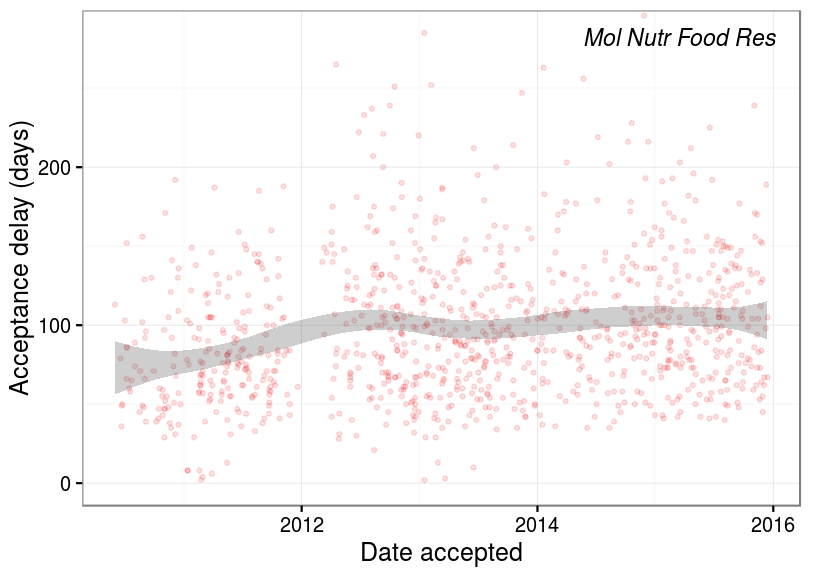 Mol Nutr Food Res
Acceptance delay (days)
200
100
0
2012
2014
2016
Date accepted